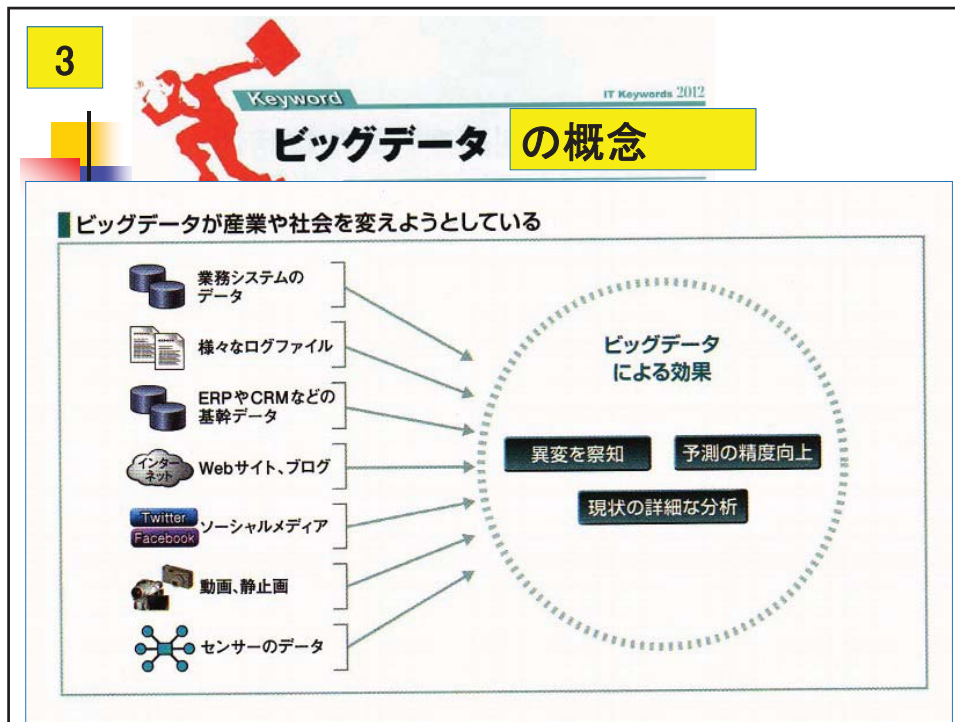 3
Keyword
IT Keywords 2012
ビッグデータ の概念
ビッグデータが産業や社会を変えようとしている
業務システムの
データ
様々なログファイル
ERPやCRMなどの
基幹データ
インター
ネット
Webサイト、ブログ
Twitter
Facebook
ソーシャルメディア
動画、静止画
センサーのデータ
ビッグデータ
による効果
異変を察知
予測の精度向上
現状の詳細な分析